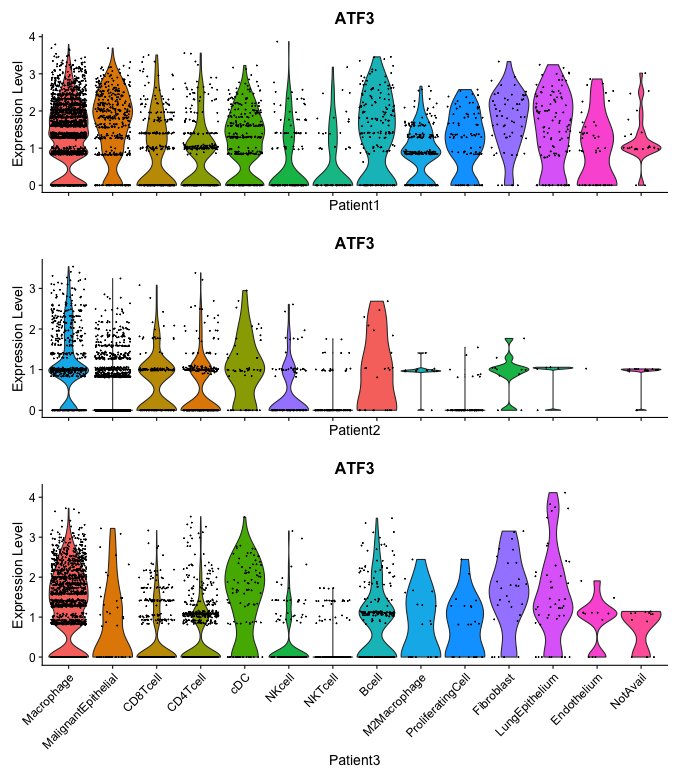 ATF3
Expression Level
4
3
2
1
0
Patient1
ATF3
Expression Level
3
2
1
0
Patient2
ATF3
Expression Level
4
3
2
1
0
Macrophage
MalignantEpithelial
CD8Tcell
CD4Tcell
cDC
NKcell
NKTcell
Bcell
M2Macrophage
ProliferatingCell
Fibroblast
LungEpithelium
Endothelium
NotAvail
Patient3